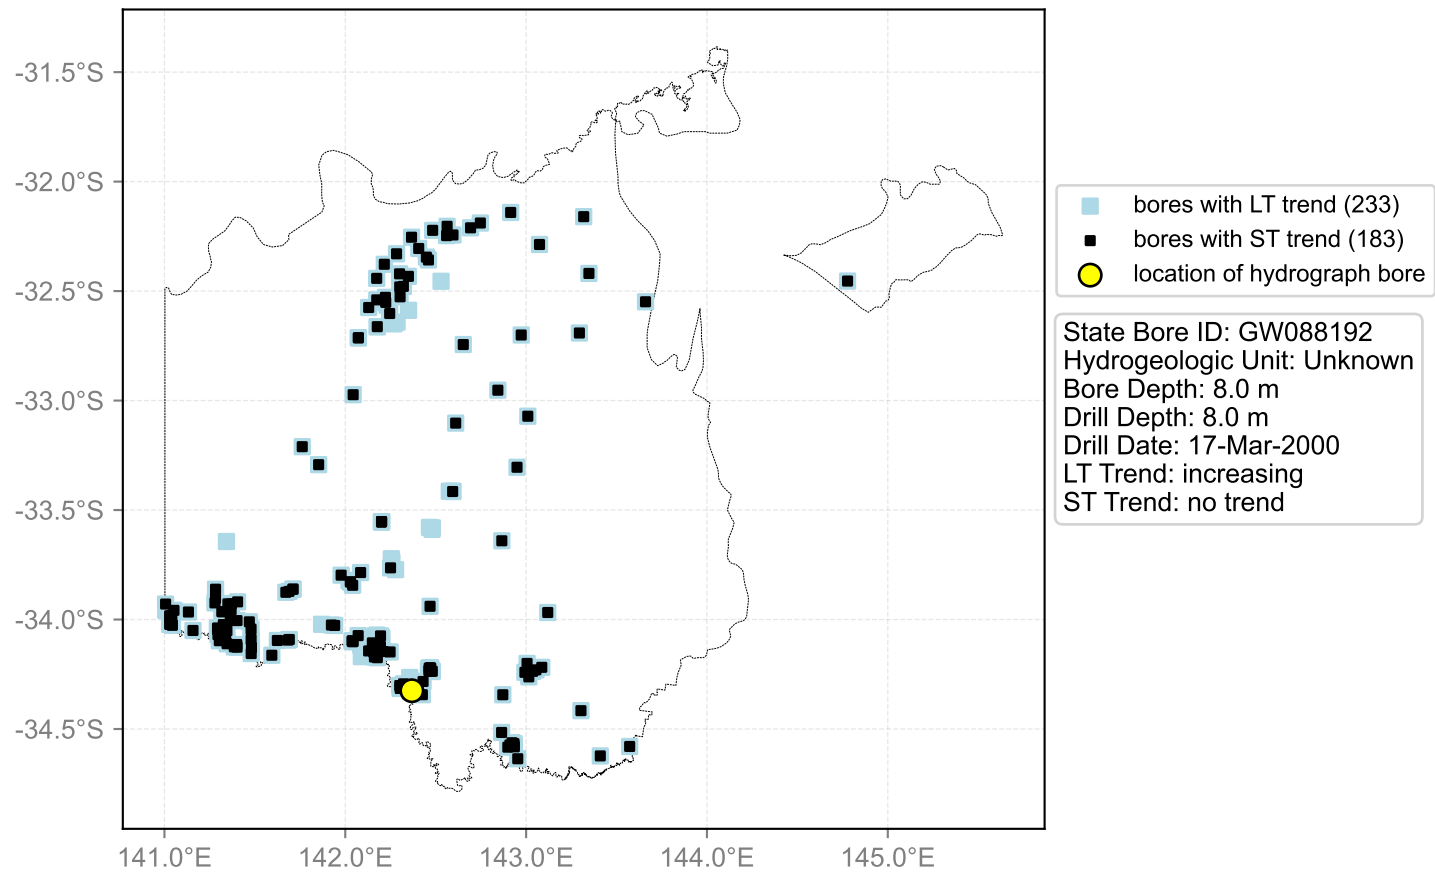 -31.5°S
-32.0°S
-32.5°S
-33.0°S
-33.5°S
-34.0°S
-34.5°S
141.0°E
142.0°E
143.0°E
144.0°E
145.0°E
bores with LT trend (233)
bores with ST trend (183)
location of hydrograph bore
State Bore ID: GW088192
Hydrogeologic Unit: Unknown
Bore Depth: 8.0 m
Drill Depth: 8.0 m
Drill Date: 17-Mar-2000
LT Trend: increasing
ST Trend: no trend